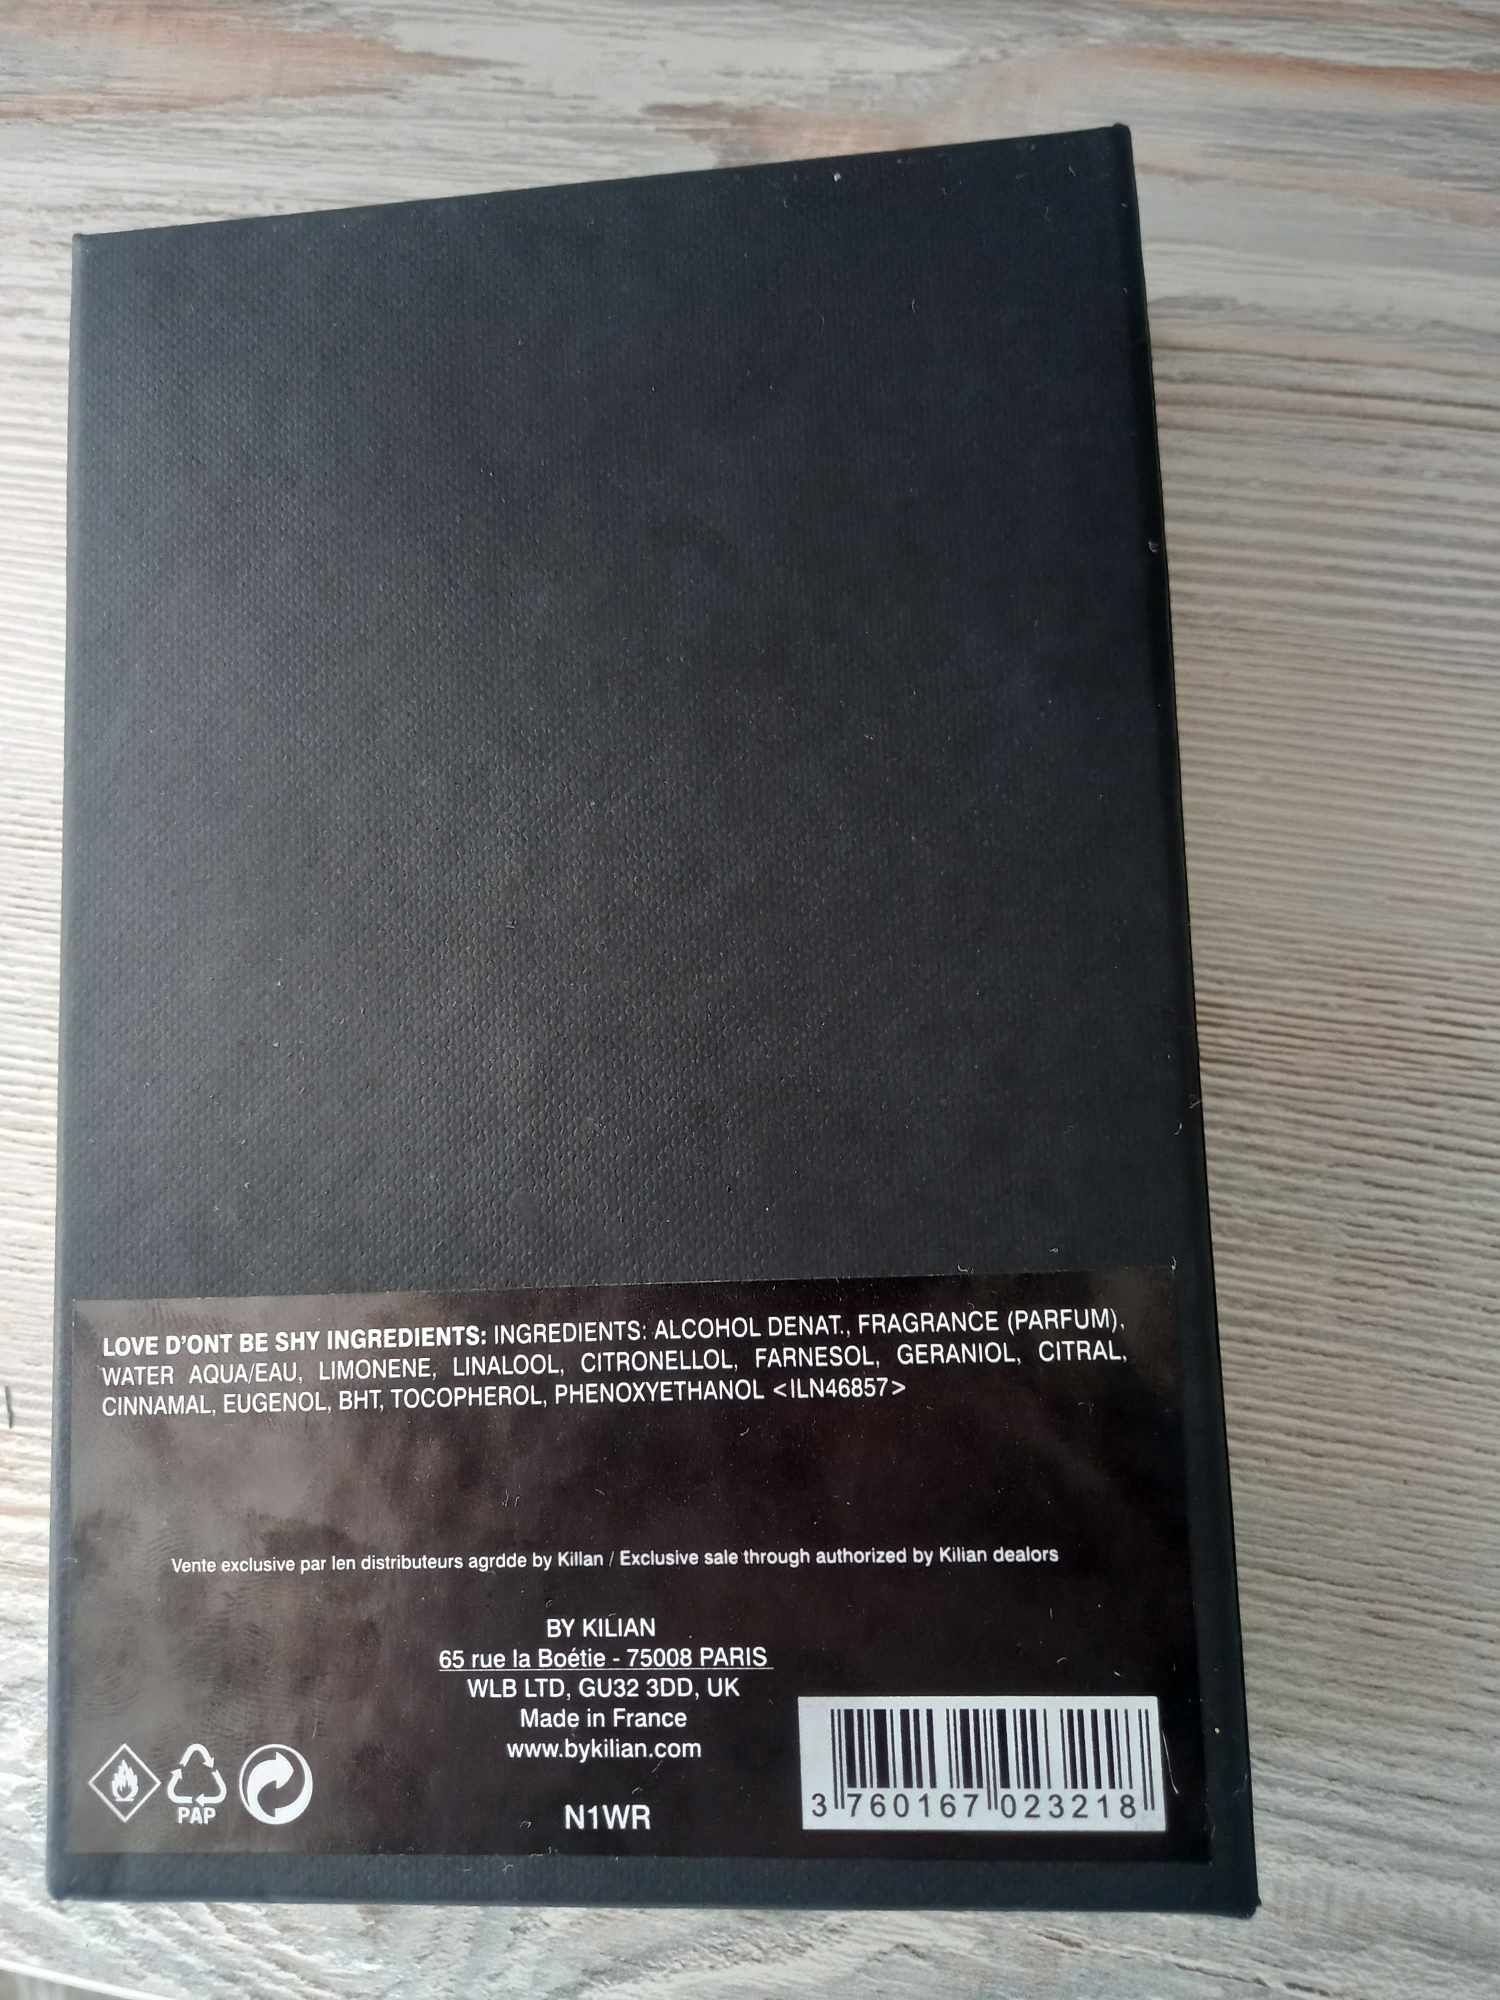 LOVE D'ONT BE SHY INGREDIENTS: INGREDIENTS: ALCOHOL DENAT., FRAGRANCE (PARFUM),
WATER AQUA/EAU, LIMONENE, LINALOOL, CITRONELLOL, FARNESOL, GERANIOL, CITRAL,
CINNAMAL, EUGENOL, BHT, TOCOPHEROL, PHENOXYETHANOL <ILN46857>
Vente exclusive par len distributeurs agrdde by Killan / Exclusive sale through authorized by Kilian dealors
BY KILIAN
65 rue la Boétie - 75008 PARIS
WLB LTD, GU32 3DD, UK
Made in France
www.bykilian.com
PAP
N1WR
3 760167 023218